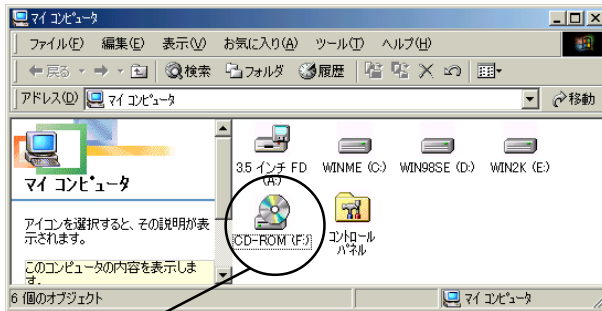 マイ コンピュータ
ファイル(F) 編集(E) 表示(V) お気に入り(A) ツール(T) ヘルプ(H)
戻る 検索 フォルダ 履歴
アドレス(D) マイ コンピュータ 移動
マイ コンピュータ
アイコンを選択すると、その説明が表
示されます。
このコンピュータの内容を表示しま
す。
3.5 インチ FD
(A:)
WINME (C:)
WIN98SE (D:)
WIN2K (E:)
CD-ROM (F:)
コントロール
パネル
6 個のオブジェクト マイ コンピュータ